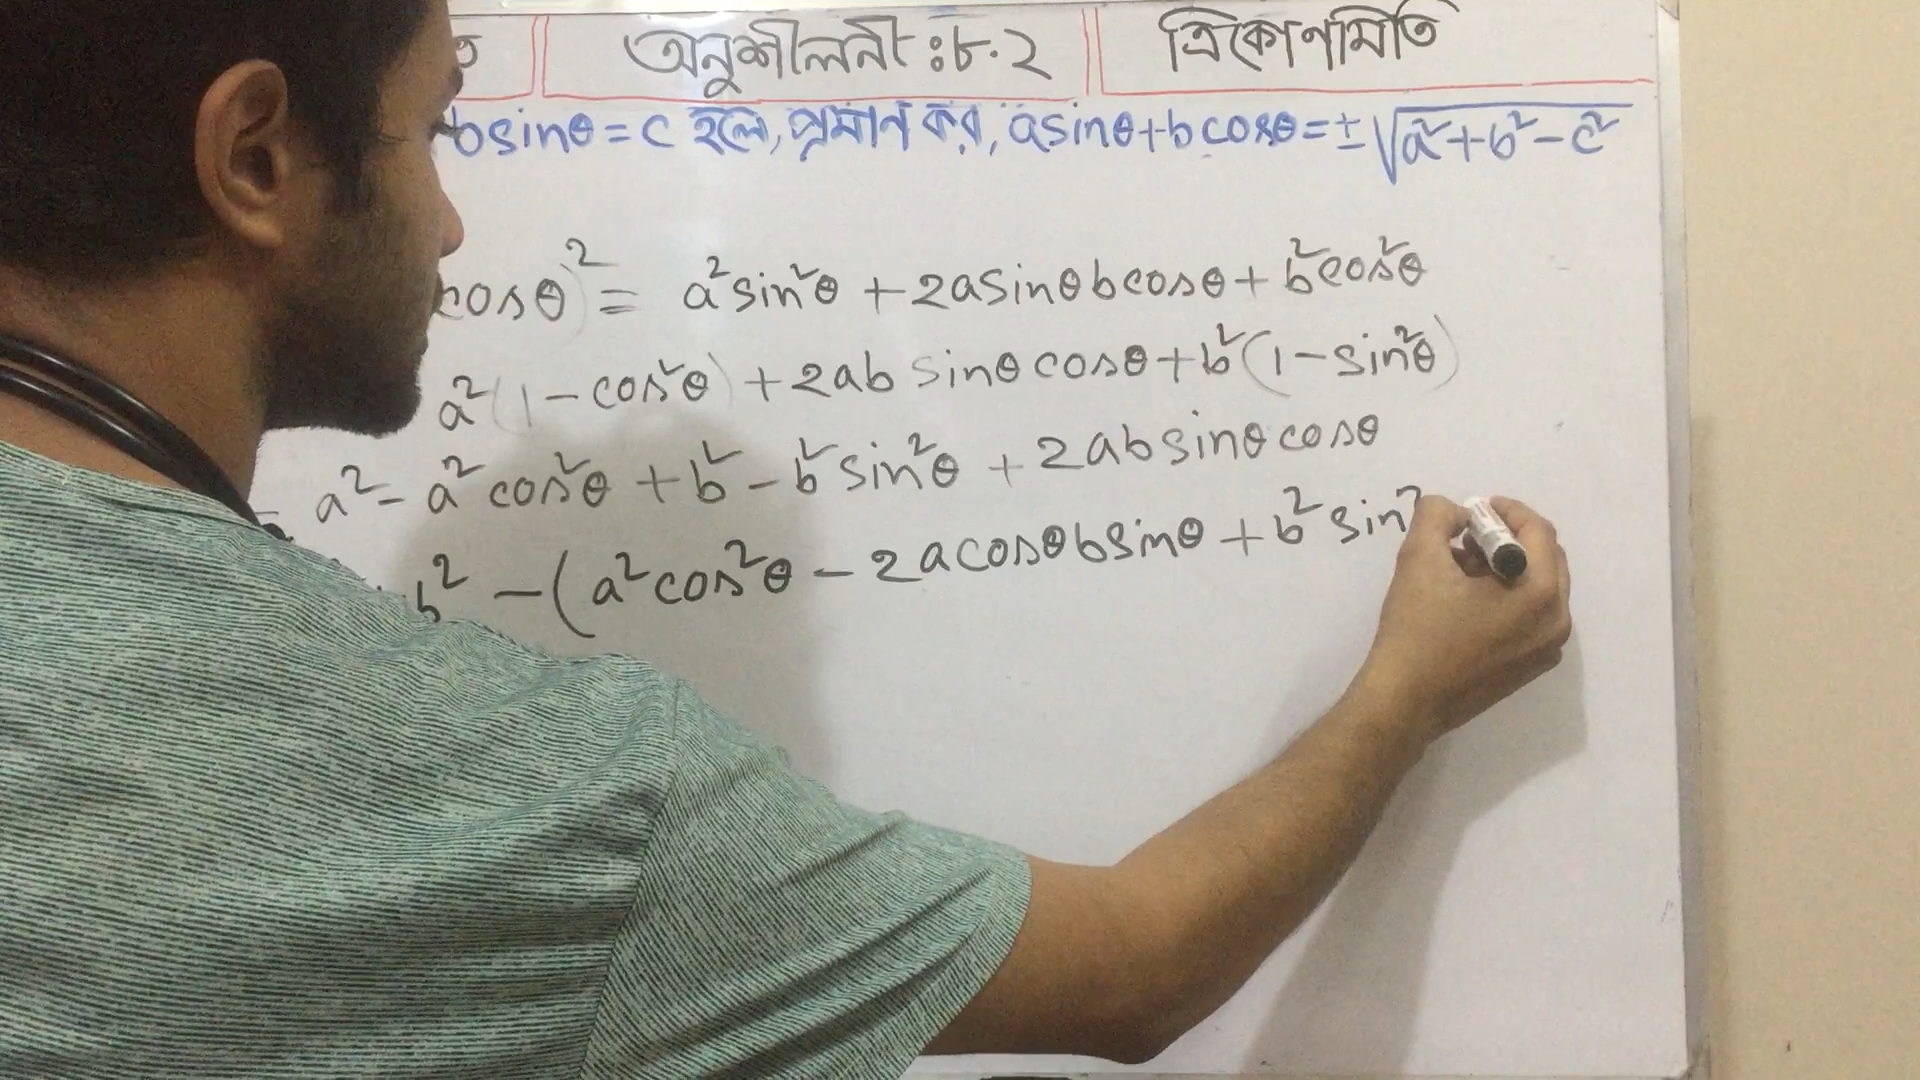 ত অনুশীলনী : ৮.২ ত্রিকোণমিতি
bsinθ = c হলে, প্রমাণ কর, asinθ+bcosθ = ±√(a²+b²−c²)
cosθ)² = a²sin²θ + 2asinθbcosθ + b²cos²θ
a²(1−cos²θ) + 2ab sinθcosθ + b²(1−sin²θ)
= a² − a²cos²θ + b² − b²sin²θ + 2absinθcosθ
b² − (a²cos²θ − 2acosθbsinθ + b²sin²